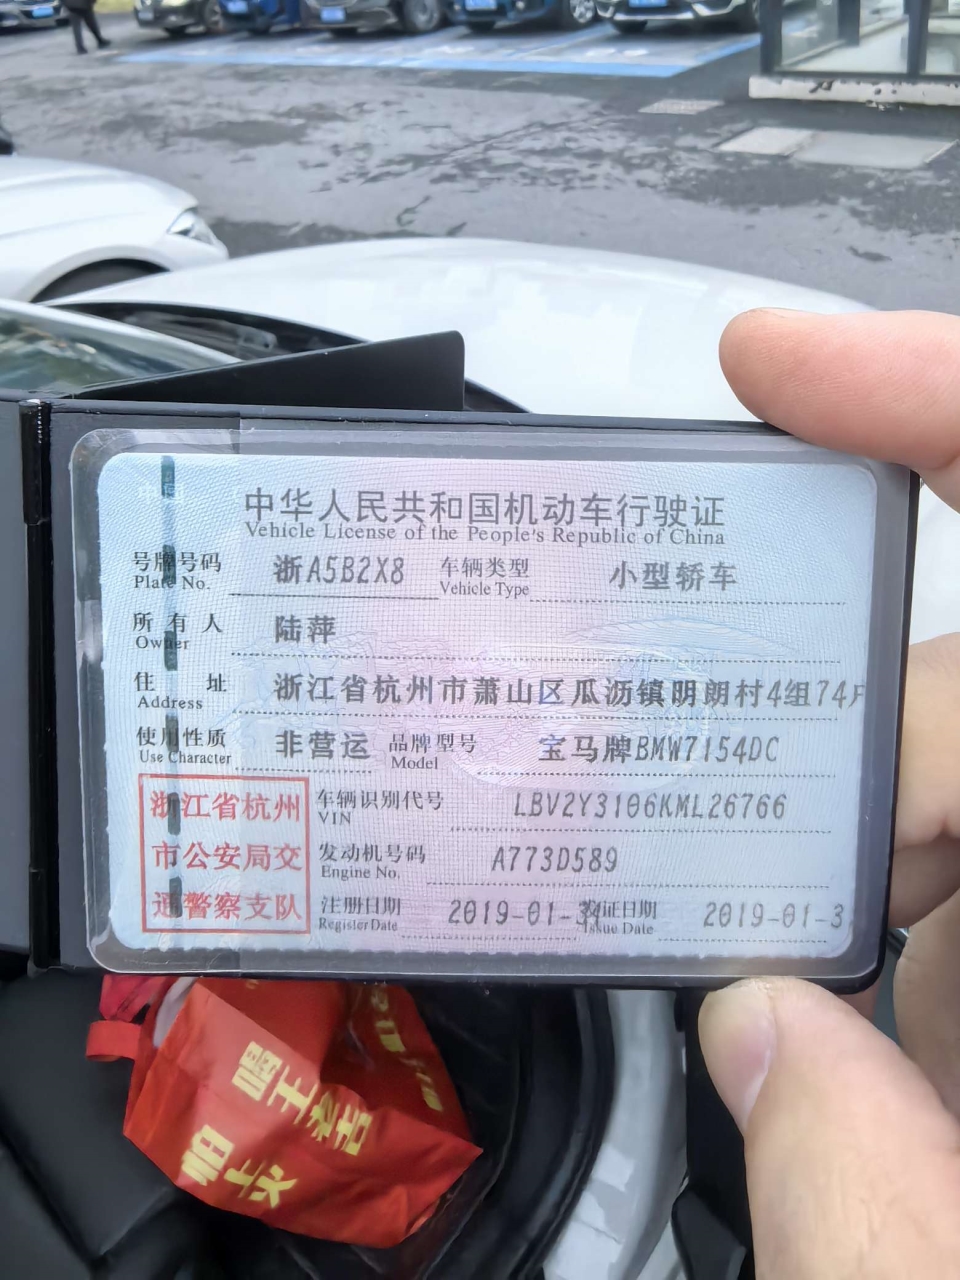 中华人民共和国机动车行驶证
Vehicle License of the People's Republic of China
号牌号码 浙A5B2X8 车辆类型 小型轿车
Plate No. Vehicle Type
所有人 陆萍
Owner
住址 浙江省杭州市萧山区瓜沥镇明朗村4组74户
Address
使用性质 非营运 品牌型号 宝马牌BMW7154DC
Use Character Model
浙江省杭州 车辆识别代号 LBV2Y3106KML26766
VIN
市公安局交 发动机号码 A773D589
Engine No.
通警察支队 注册日期 2019-01-31 发证日期 2019-01-3
Register Date Issue Date
喝王老吉